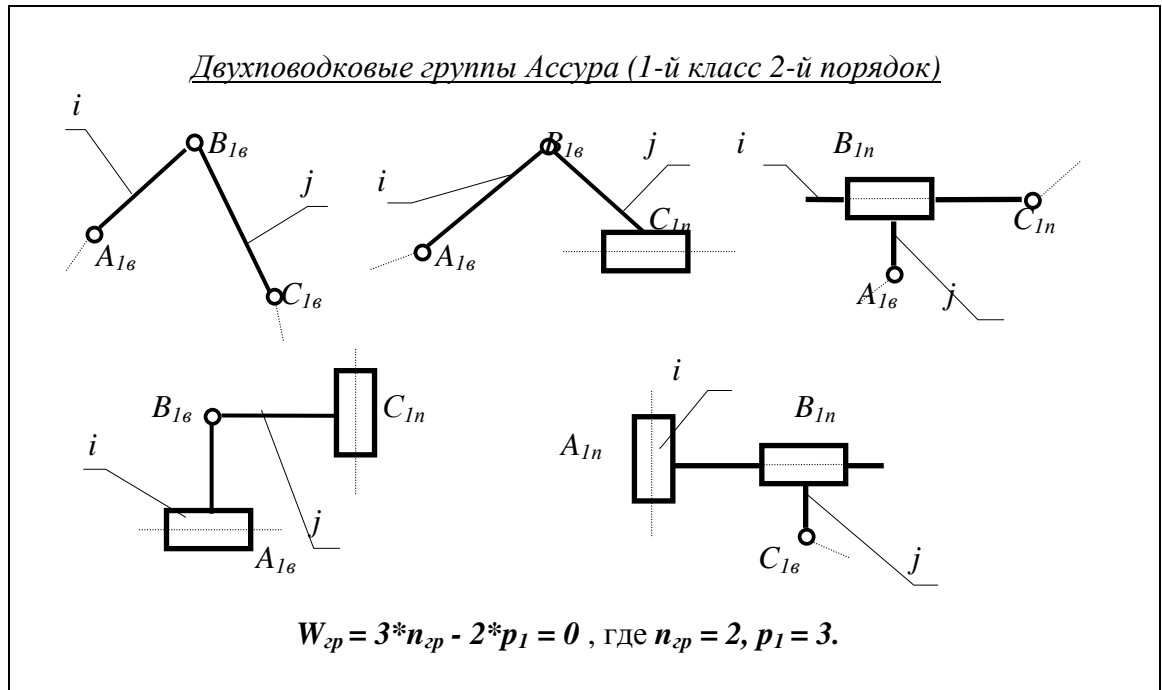 Двухповодковые группы Ассура (1-й класс 2-й порядок)
i
B1в
j
A1в
C1в
B1в
i
j
A1в
C1п
i
B1п
C1п
A1в
j
B1в
C1п
i
j
A1в
i
A1п
B1п
C1в
j
Wгр = 3*nгр - 2*p1 = 0 , где nгр = 2, p1 = 3.